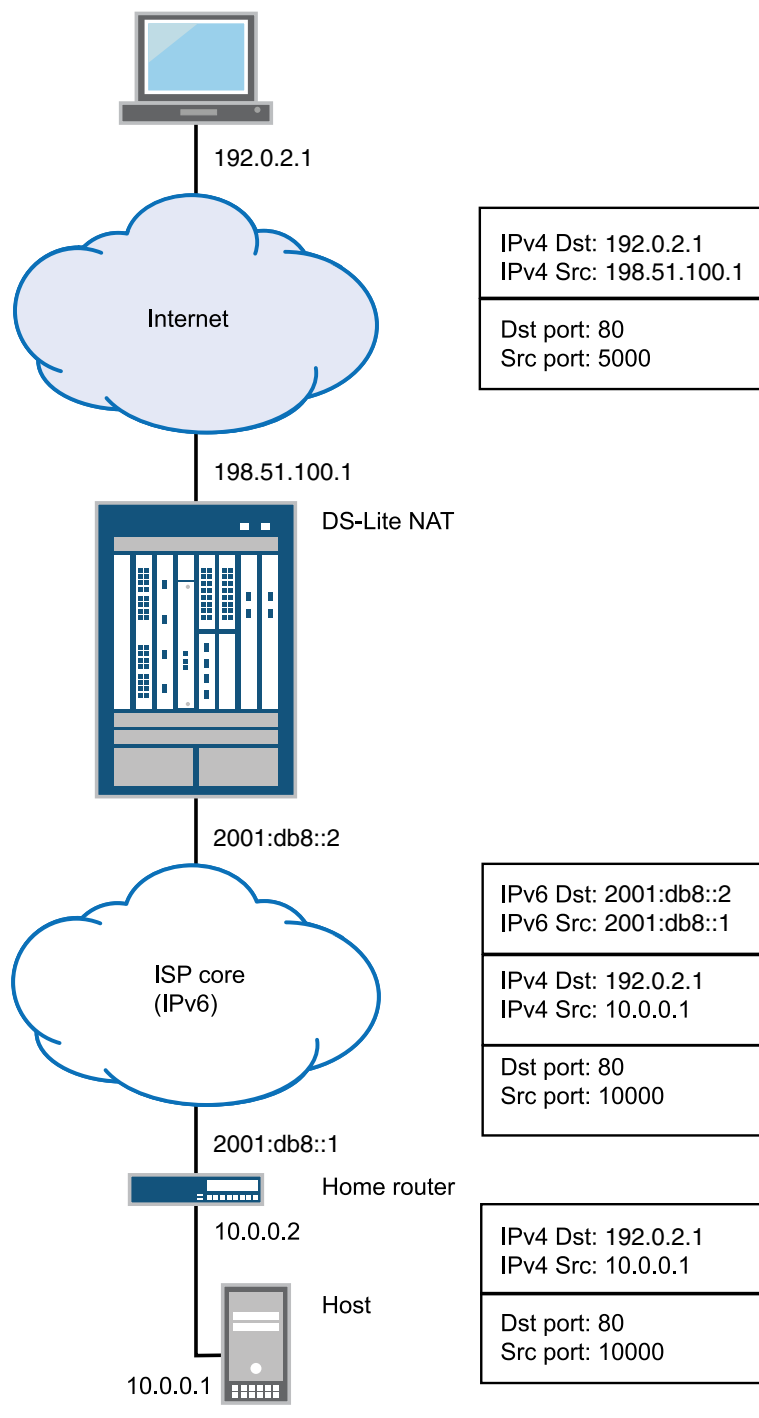 192.0.2.1
IPv4 Dst: 192.0.2.1
IPv4 Src: 198.51.100.1
Internet
Dst port: 80
Src port: 5000
198.51.100.1
DS-Lite NAT
2001:db8::2
IPv6 Dst: 2001:db8::2
IPv6 Src: 2001:db8::1
ISP core
(IPv6)
IPv4 Dst: 192.0.2.1
IPv4 Src: 10.0.0.1
Dst port: 80
Src port: 10000
2001:db8::1
Home router
10.0.0.2
IPv4 Dst: 192.0.2.1
IPv4 Src: 10.0.0.1
Host
Dst port: 80
Src port: 10000
10.0.0.1